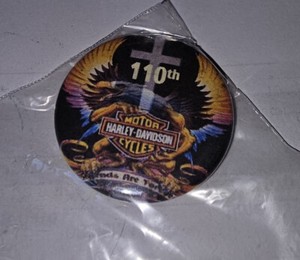 110th
MOTOR
HARLEY-DAVIDSON
CYCLES
Are